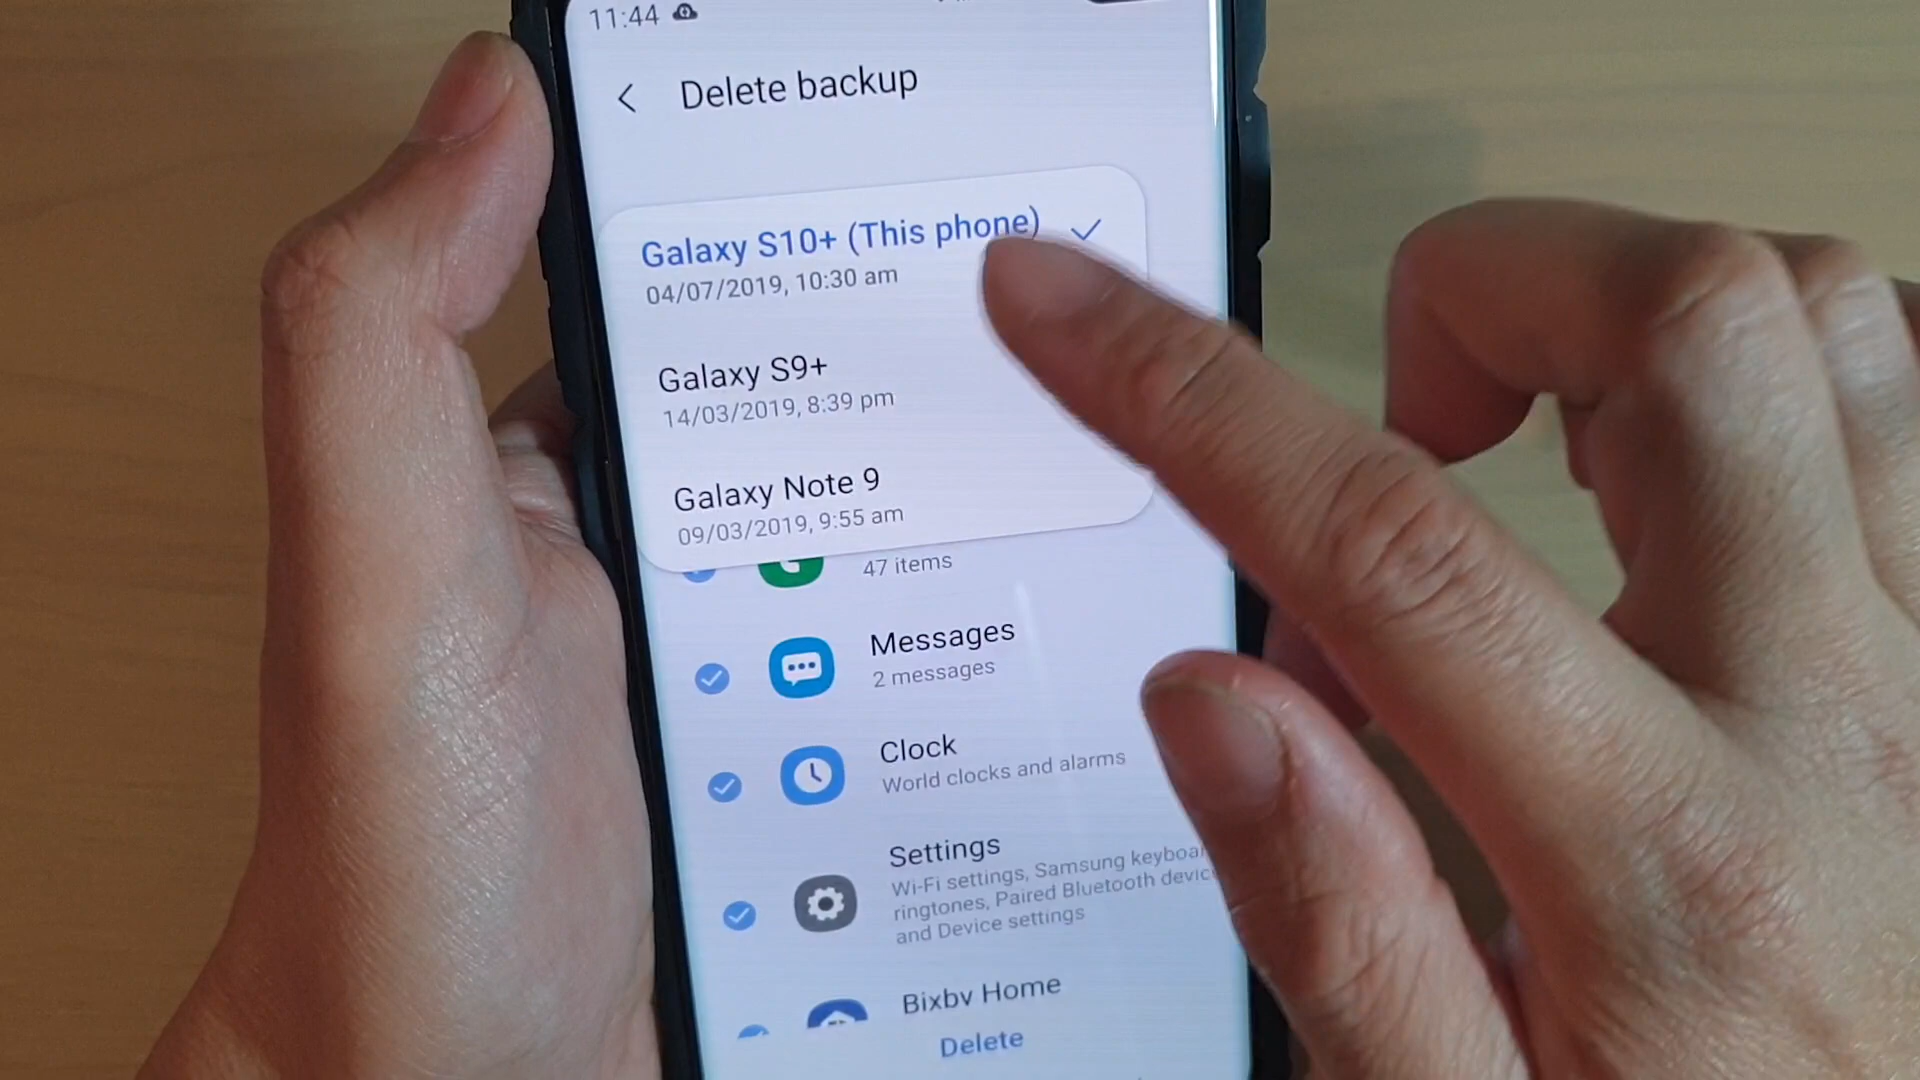 11:44
Delete backup
Galaxy S10+ (This phone)
04/07/2019, 10:30 am
Galaxy S9+
14/03/2019, 8:39 pm
Galaxy Note 9
09/03/2019, 9:55 am
47 items
Messages
2 messages
Clock
World clocks and alarms
Settings
Wi-Fi settings, Samsung
ringtones, Paired Bluetooth
and Device settings
Bixby Home
Delete